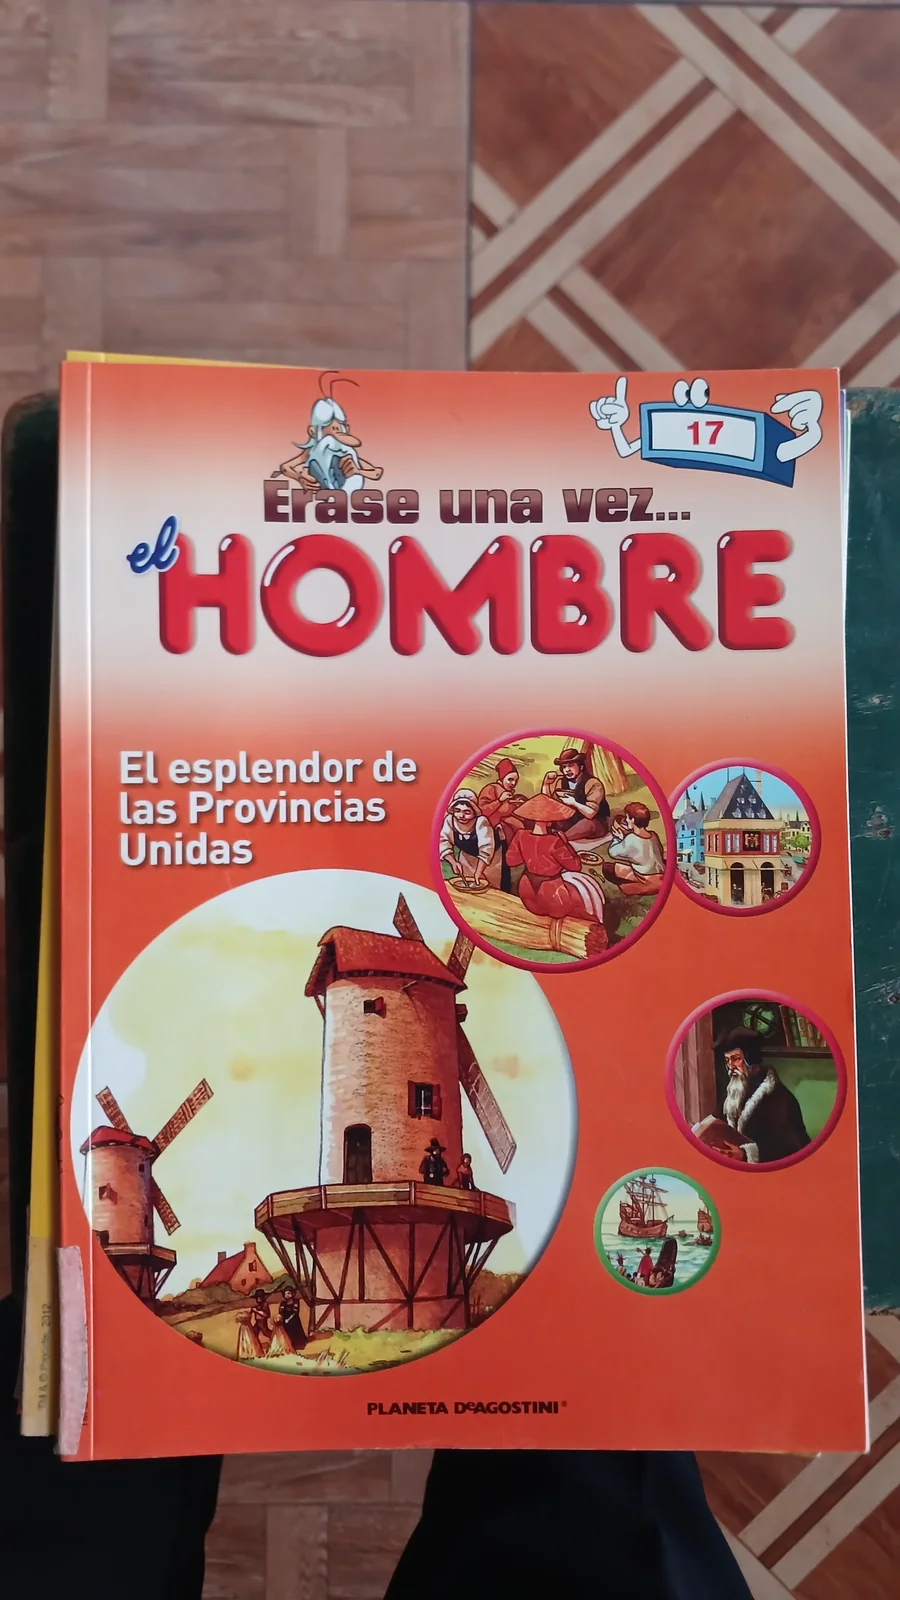 17
Érase una vez...
el HOMBRE
El esplendor de
las Provincias
Unidas
PLANETA DeAGOSTINI®